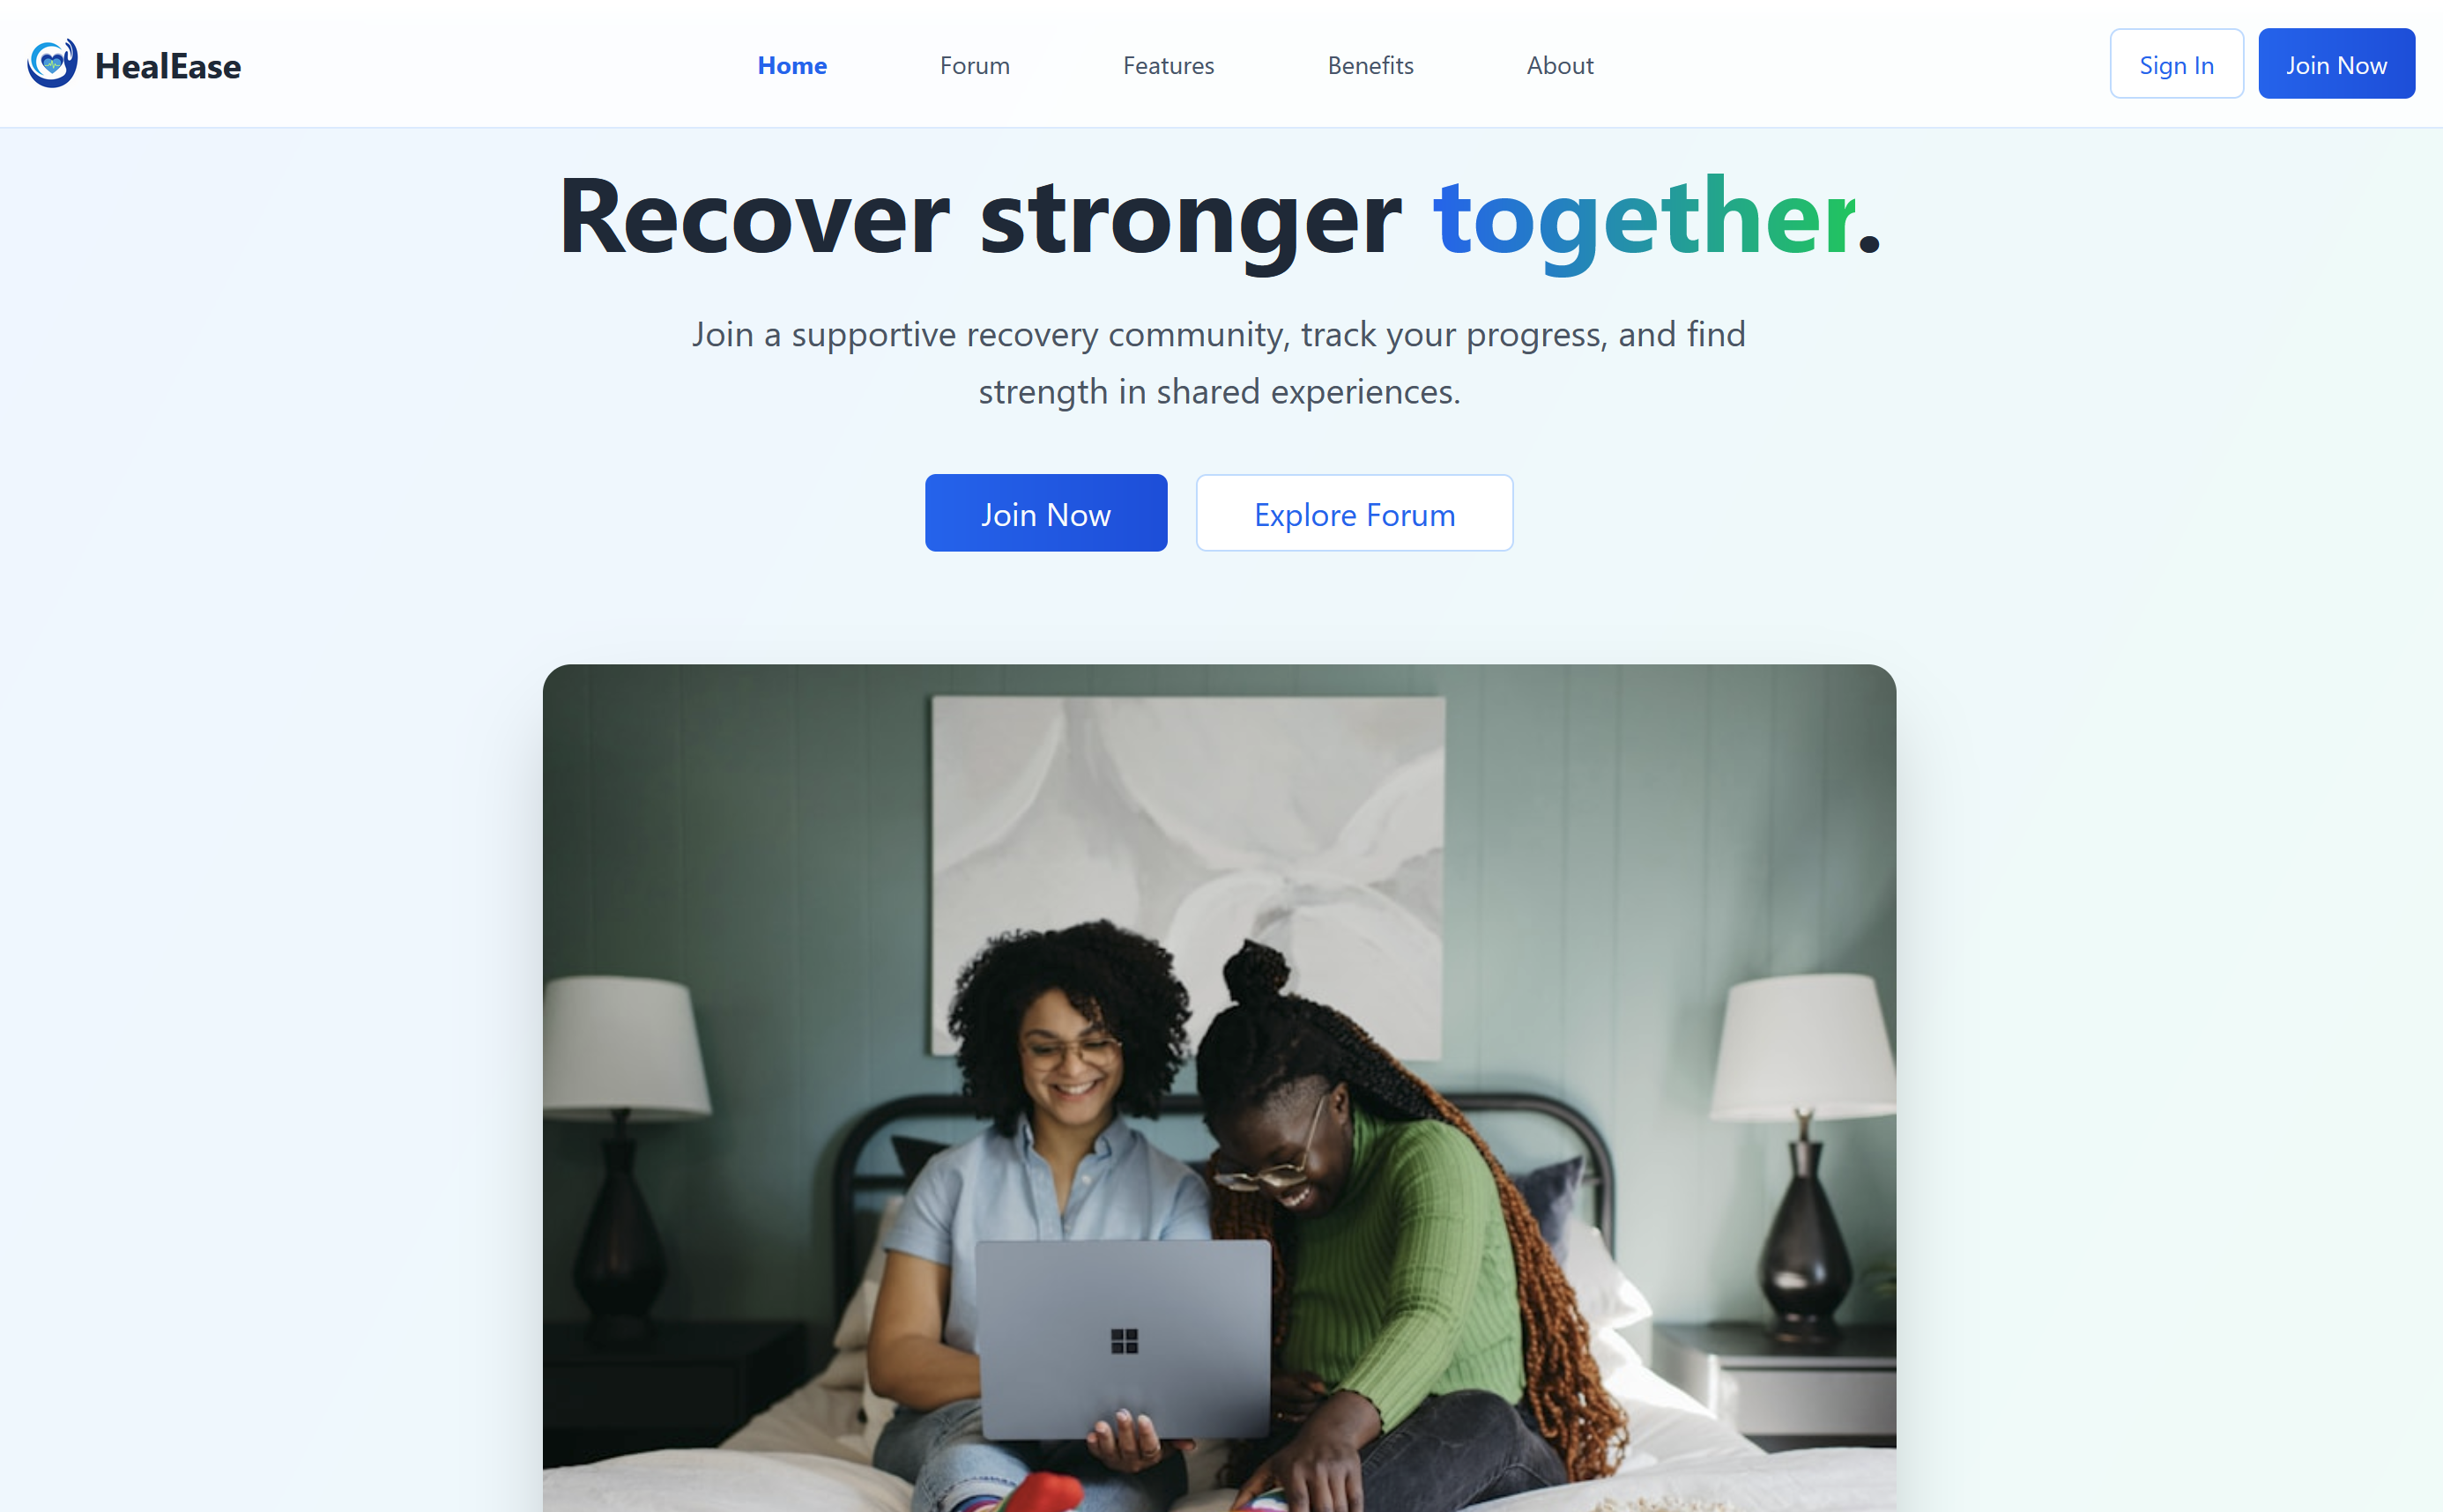 HealEase
Home
Forum
Features
Benefits
About
Sign In
Join Now
Recover stronger together.
Join a supportive recovery community, track your progress, and find
strength in shared experiences.
Join Now
Explore Forum